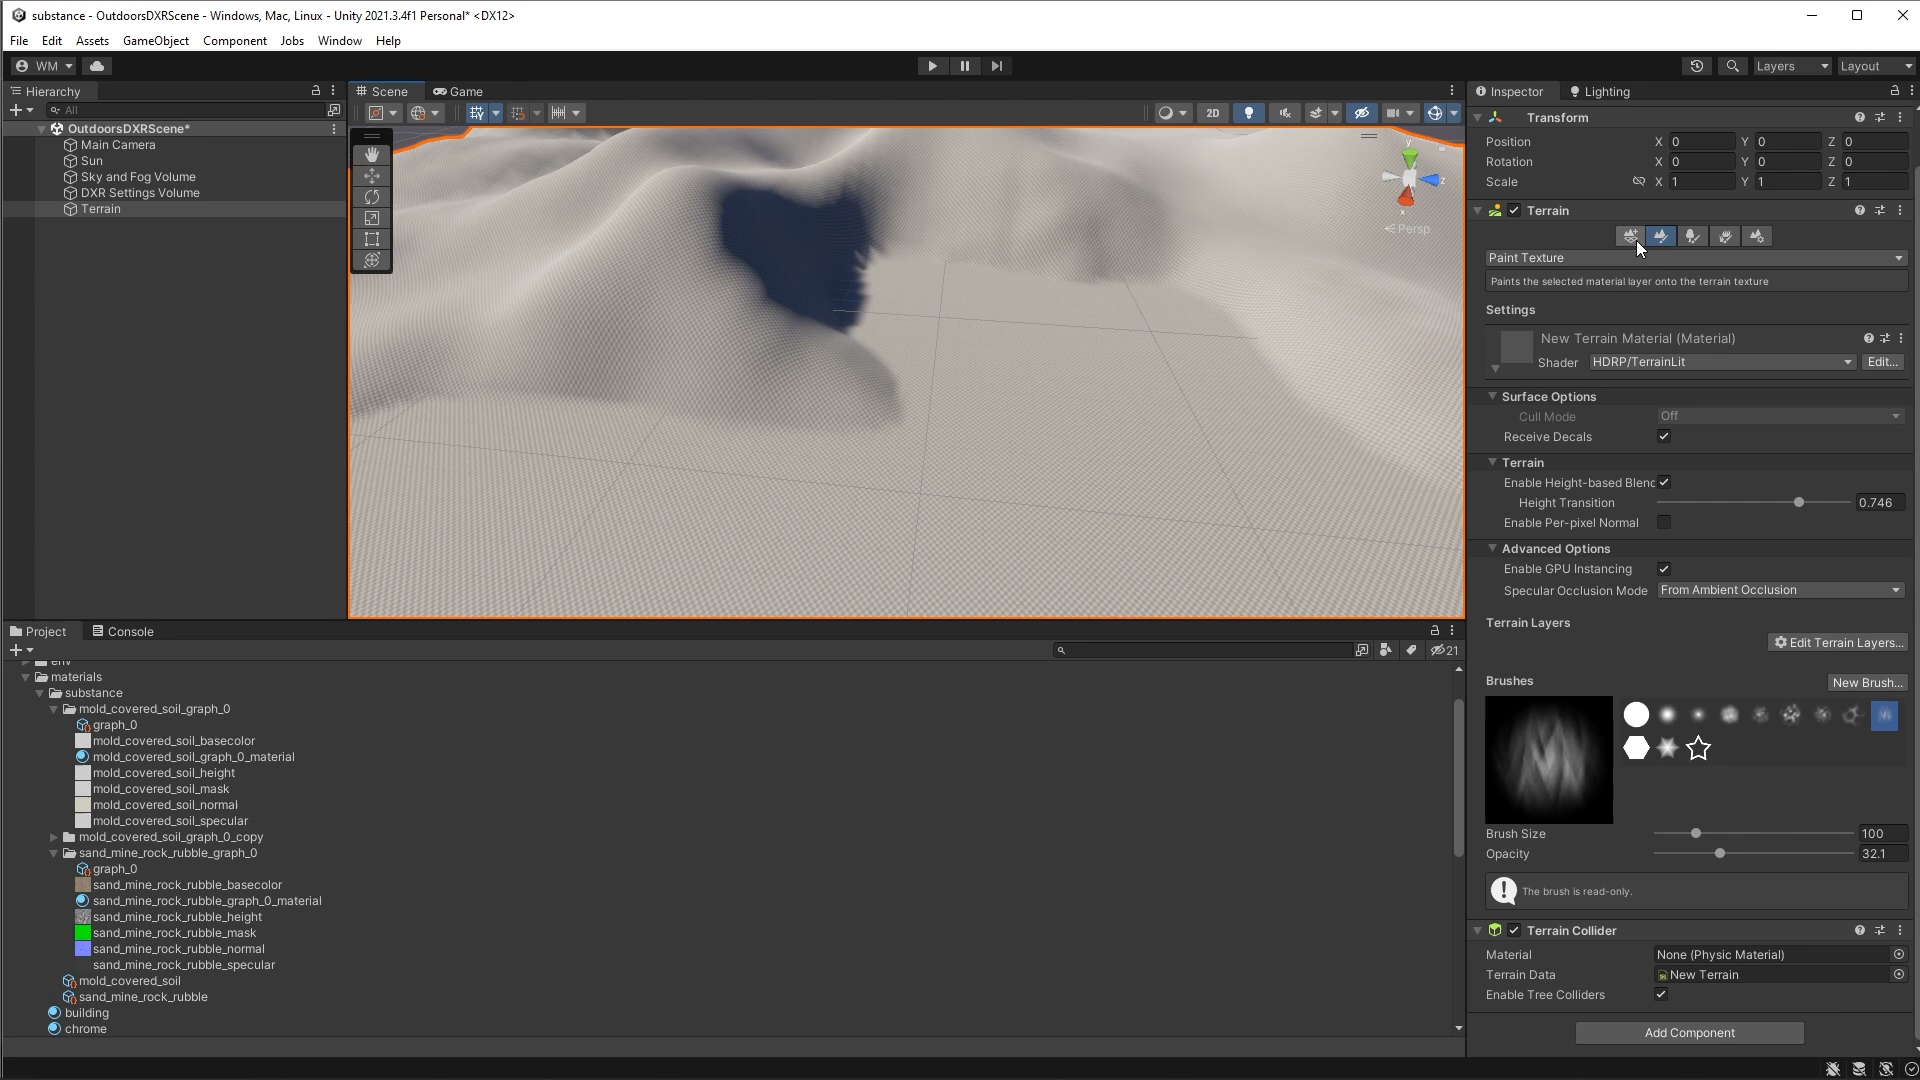 substance - OutdoorsDXRScene - Windows, Mac, Linux - Unity 2021.3.4f1 Personal* <DX12>
File Edit Assets GameObject Component Jobs Window Help
WM Layers Layout
Hierarchy
All
OutdoorsDXRScene*
Main Camera
Sun
Sky and Fog Volume
DXR Settings Volume
Terrain
Scene Game
2D
y
z
x
Persp
Project Console
21
materials
substance
mold_covered_soil_graph_0
graph_0
mold_covered_soil_basecolor
mold_covered_soil_graph_0_material
mold_covered_soil_height
mold_covered_soil_mask
mold_covered_soil_normal
mold_covered_soil_specular
mold_covered_soil_graph_0_copy
sand_mine_rock_rubble_graph_0
graph_0
sand_mine_rock_rubble_basecolor
sand_mine_rock_rubble_graph_0_material
sand_mine_rock_rubble_height
sand_mine_rock_rubble_mask
sand_mine_rock_rubble_normal
sand_mine_rock_rubble_specular
mold_covered_soil
sand_mine_rock_rubble
building
chrome
Inspector Lighting
Transform
Position X 0 Y 0 Z 0
Rotation X 0 Y 0 Z 0
Scale X 1 Y 1 Z 1
Terrain
Paint Texture
Paints the selected material layer onto the terrain texture
Settings
New Terrain Material (Material)
Shader HDRP/TerrainLit Edit...
Surface Options
Cull Mode Off
Receive Decals
Terrain
Enable Height-based Blend
Height Transition 0.746
Enable Per-pixel Normal
Advanced Options
Enable GPU Instancing
Specular Occlusion Mode From Ambient Occlusion
Terrain Layers
Edit Terrain Layers...
Brushes New Brush...
Brush Size 100
Opacity 32.1
The brush is read-only.
Terrain Collider
Material None (Physic Material)
Terrain Data New Terrain
Enable Tree Colliders
Add Component